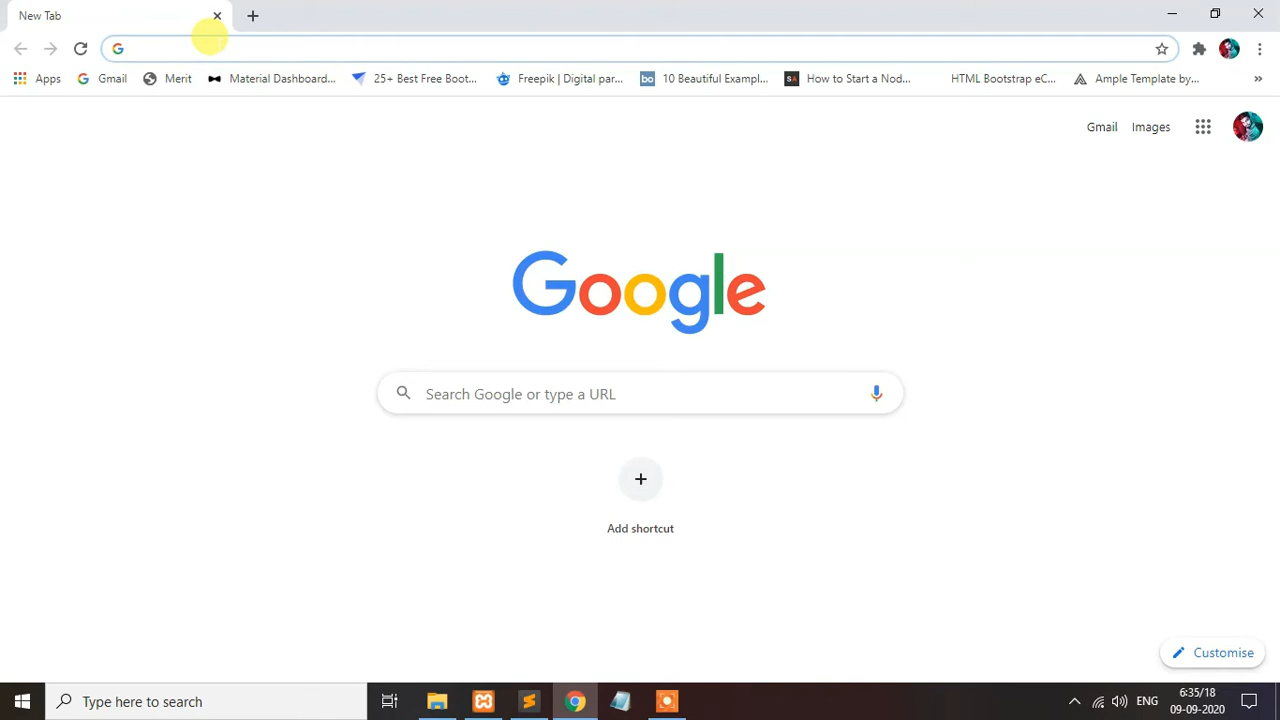 New Tab
Apps Gmail Merit Material Dashboard... 25+ Best Free Boot... Freepik | Digital par... bo 10 Beautiful Exampl... SA How to Start a Nod... HTML Bootstrap eC... Ample Template by... »
Gmail Images
Google
Search Google or type a URL
Add shortcut
Customise
Type here to search
ENG
6:35/18
09-09-2020